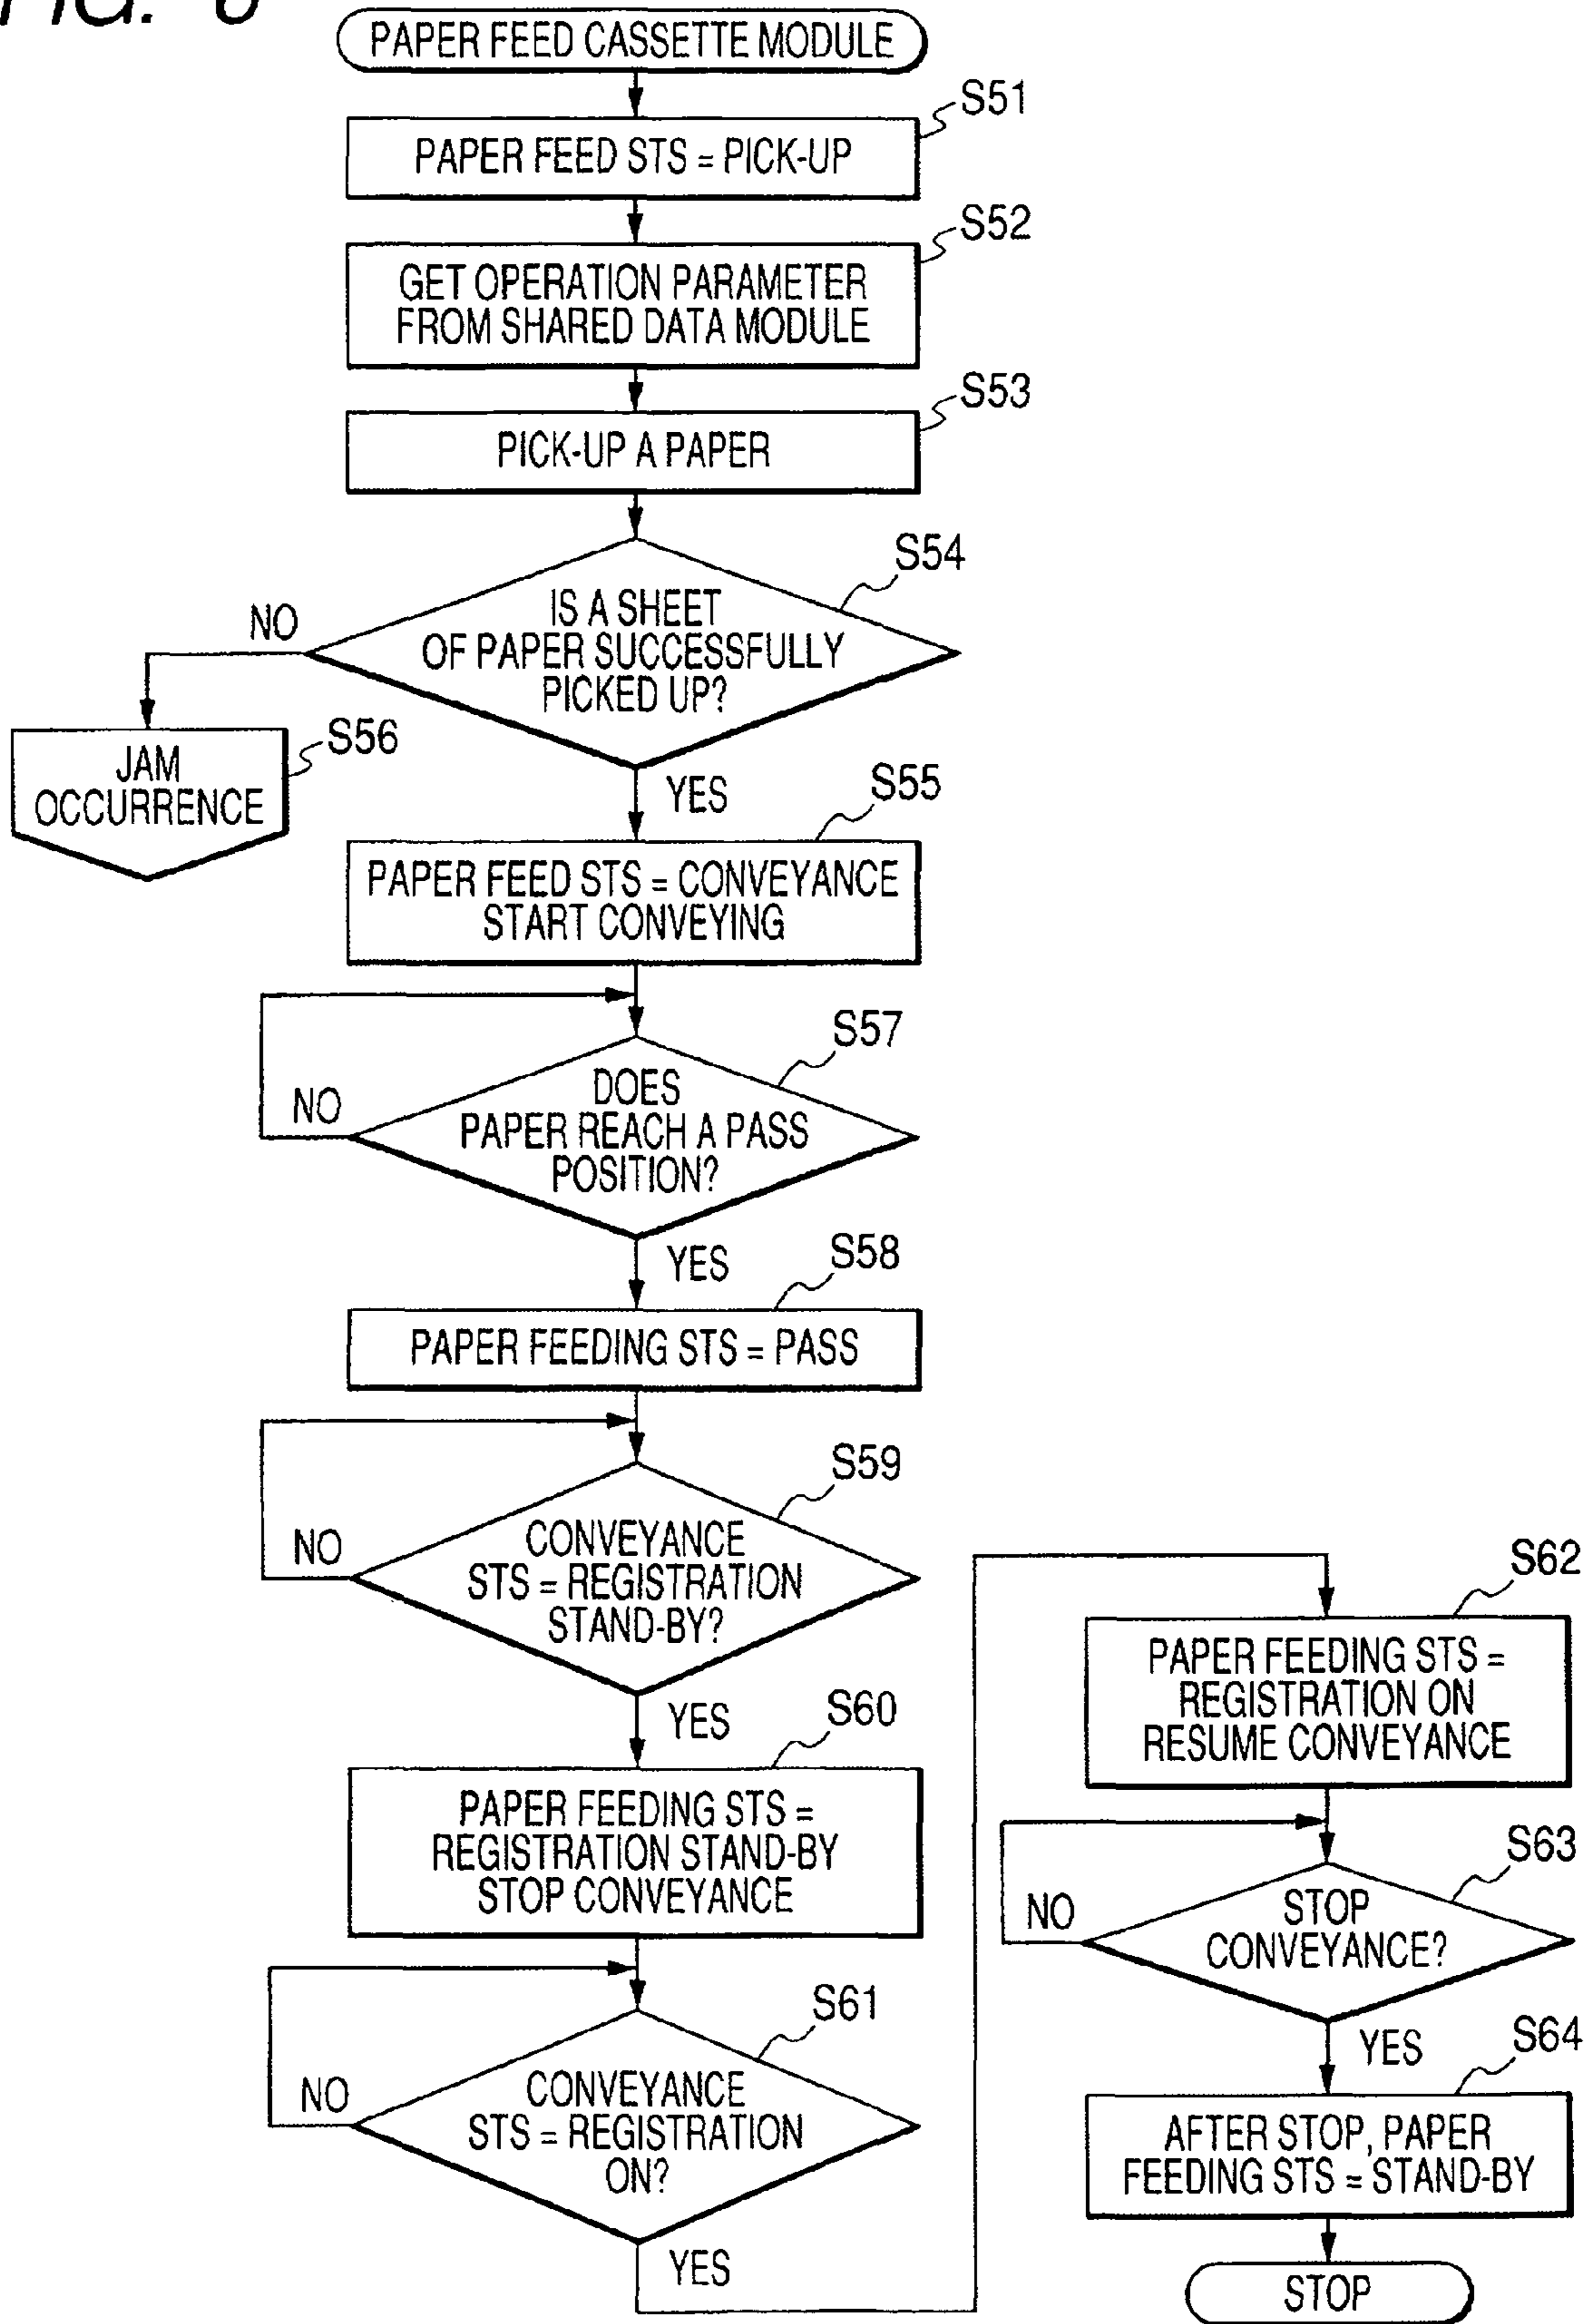 FIG.
PAPER FEED CASSETTE MODULE
S51
PAPER FEED STS = PICK-UP
S52
GET OPERATION PARAMETER
FROM SHARED DATA MODULE
S53
PICK-UP A PAPER
S54
IS A SHEET
OF PAPER SUCCESSFULLY
PICKED UP?
NO
S56
JAM
OCCURRENCE
YES
S55
PAPER FEED STS = CONVEYANCE
START CONVEYING
S57
DOES
PAPER REACH A PASS
POSITION?
NO
YES
S58
PAPER FEEDING STS = PASS
S59
CONVEYANCE
STS = REGISTRATION
STAND-BY?
NO
YES
S60
PAPER FEEDING STS =
REGISTRATION STAND-BY
STOP CONVEYANCE
S61
CONVEYANCE
STS = REGISTRATION
ON?
NO
YES
S62
PAPER FEEDING STS =
REGISTRATION ON
RESUME CONVEYANCE
S63
STOP
CONVEYANCE?
NO
YES
S64
AFTER STOP, PAPER
FEEDING STS = STAND-BY
STOP